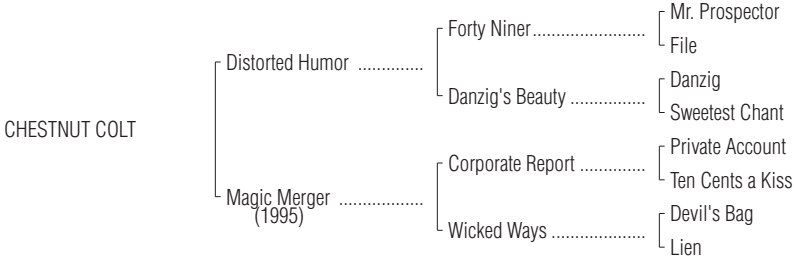 Mr. Prospector
Forty Niner........................
File
Distorted Humor ..............
Danzig
Danzig's Beauty ................
Sweetest Chant
CHESTNUT COLT
Private Account
Corporate Report ..............
Ten Cents a Kiss
Magic Merger ..................
(1995)
Devil's Bag
Wicked Ways ....................
Lien